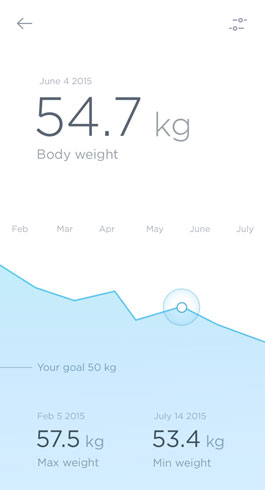 June 4 2015
54.7 kg
Body weight
Feb Mar Apr May June July
Your goal 50 kg
Feb 5 2015 July 14 2015
57.5 kg 53.4 kg
Max weight Min weight